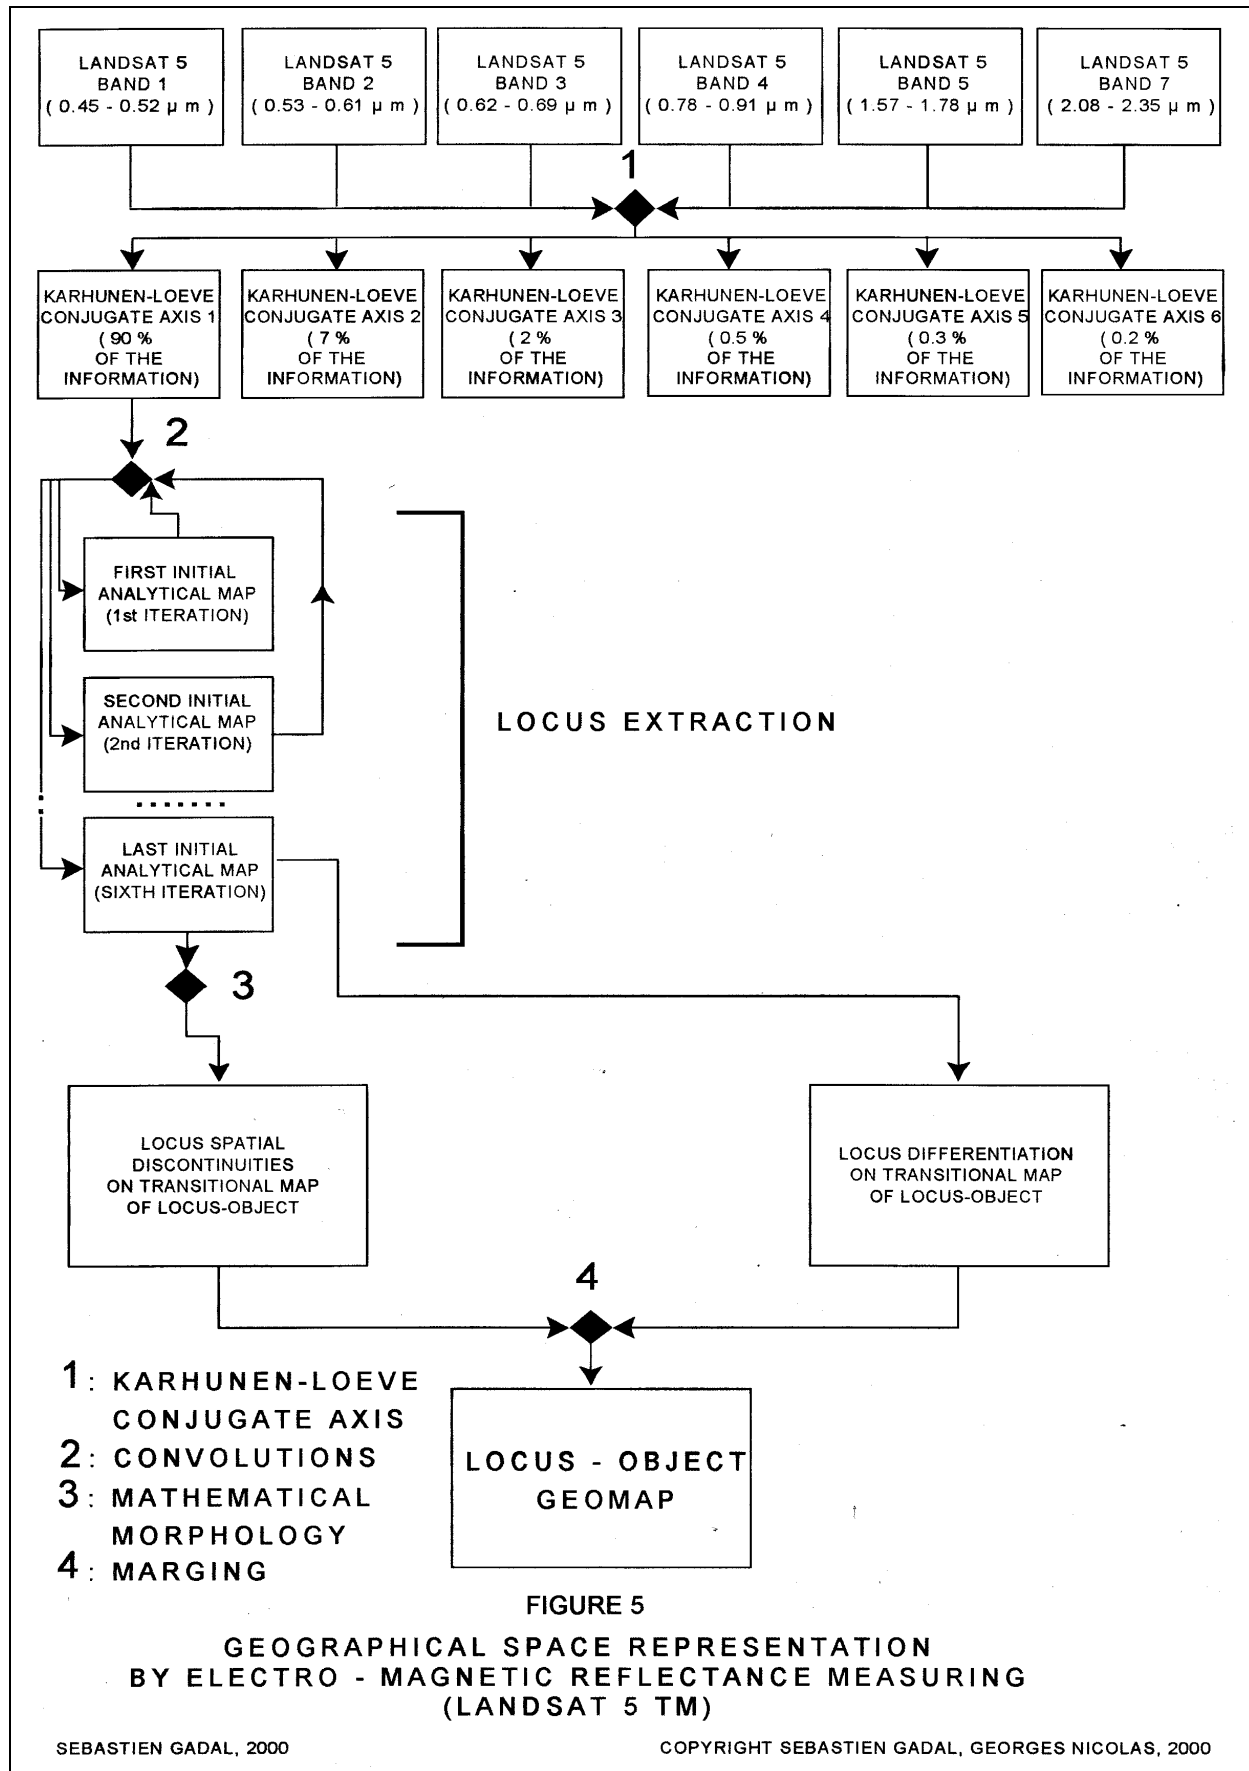 LANDSAT 5
BAND 1
( 0.45 - 0.52 µ m )
LANDSAT 5
BAND 2
( 0.53 - 0.61 µ m )
LANDSAT 5
BAND 3
( 0.62 - 0.69 µ m )
LANDSAT 5
BAND 4
( 0.78 - 0.91 µ m )
LANDSAT 5
BAND 5
( 1.57 - 1.78 µ m )
LANDSAT 5
BAND 7
( 2.08 - 2.35 µ m )
1
KARHUNEN-LOEVE
CONJUGATE AXIS 1
( 90 %
OF THE
INFORMATION)
KARHUNEN-LOEVE
CONJUGATE AXIS 2
( 7 %
OF THE
INFORMATION)
KARHUNEN-LOEVE
CONJUGATE AXIS 3
( 2 %
OF THE
INFORMATION)
KARHUNEN-LOEVE
CONJUGATE AXIS 4
( 0.5 %
OF THE
INFORMATION)
KARHUNEN-LOEVE
CONJUGATE AXIS 5
( 0.3 %
OF THE
INFORMATION)
KARHUNEN-LOEVE
CONJUGATE AXIS 6
( 0.2 %
OF THE
INFORMATION)
2
FIRST INITIAL
ANALYTICAL MAP
(1st ITERATION)
SECOND INITIAL
ANALYTICAL MAP
(2nd ITERATION)
.......
LAST INITIAL
ANALYTICAL MAP
(SIXTH ITERATION)
LOCUS EXTRACTION
3
LOCUS SPATIAL
DISCONTINUITIES
ON TRANSITIONAL MAP
OF LOCUS-OBJECT
LOCUS DIFFERENTIATION
ON TRANSITIONAL MAP
OF LOCUS-OBJECT
4
1 : KARHUNEN-LOEVE
CONJUGATE AXIS
2 : CONVOLUTIONS
3 : MATHEMATICAL
MORPHOLOGY
4 : MARGING
LOCUS - OBJECT
GEOMAP
FIGURE 5
GEOGRAPHICAL SPACE REPRESENTATION
BY ELECTRO - MAGNETIC REFLECTANCE MEASURING
(LANDSAT 5 TM)
SEBASTIEN GADAL, 2000
COPYRIGHT SEBASTIEN GADAL, GEORGES NICOLAS, 2000